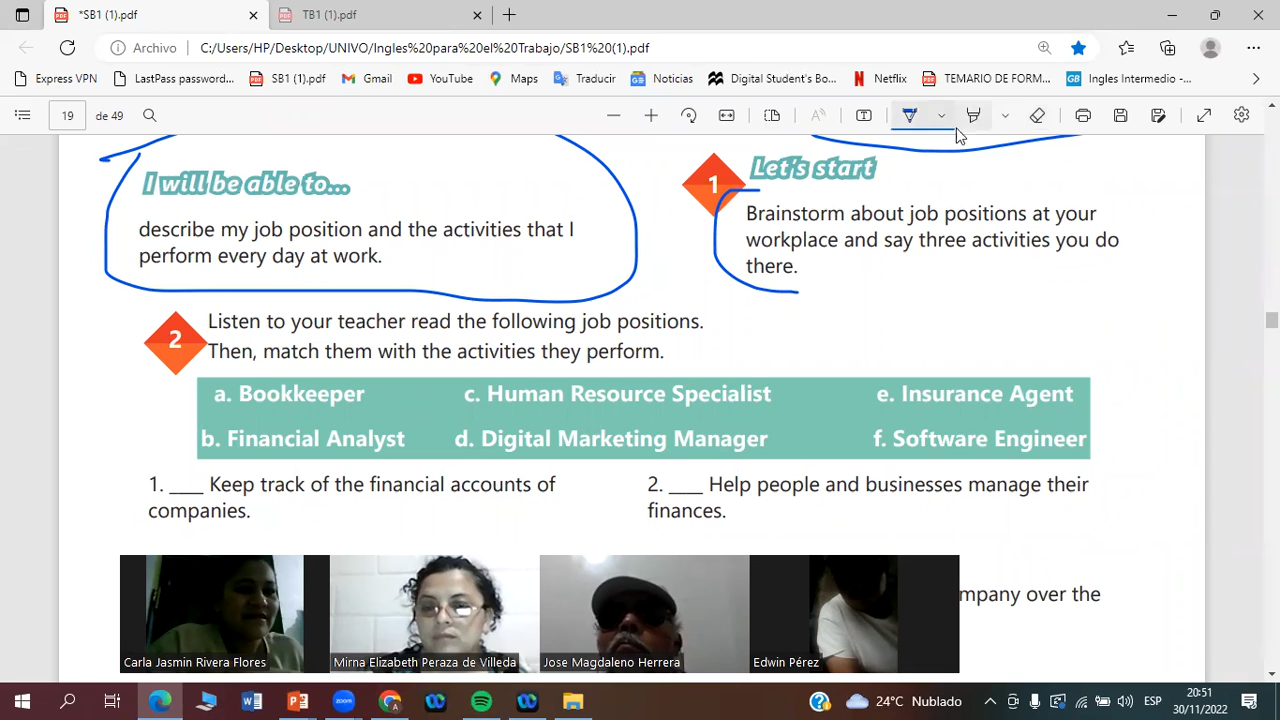 *SB1 (1).pdf
TB1 (1).pdf
Archivo
C:/Users/HP/Desktop/UNIVO/Ingles%20para%20el%20Trabajo/SB1%20(1).pdf
Express VPN
LastPass password...
SB1 (1).pdf
Gmail
YouTube
Maps
Traducir
Noticias
Digital Student's Bo...
Netflix
TEMARIO DE FORM...
Ingles Intermedio -...
19 de 49
I will be able to...
describe my job position and the activities that I
perform every day at work.
1
Let's start
Brainstorm about job positions at your
workplace and say three activities you do
there.
2
Listen to your teacher read the following job positions.
Then, match them with the activities they perform.
a. Bookkeeper
c. Human Resource Specialist
e. Insurance Agent
b. Financial Analyst
d. Digital Marketing Manager
f. Software Engineer
1. ____ Keep track of the financial accounts of
companies.
2. ____ Help people and businesses manage their
finances.
mpany over the
Carla Jasmin Rivera Flores
Mirna Elizabeth Peraza de Villeda
Jose Magdaleno Herrera
Edwin Pérez
24°C Nublado
ESP
20:51
30/11/2022